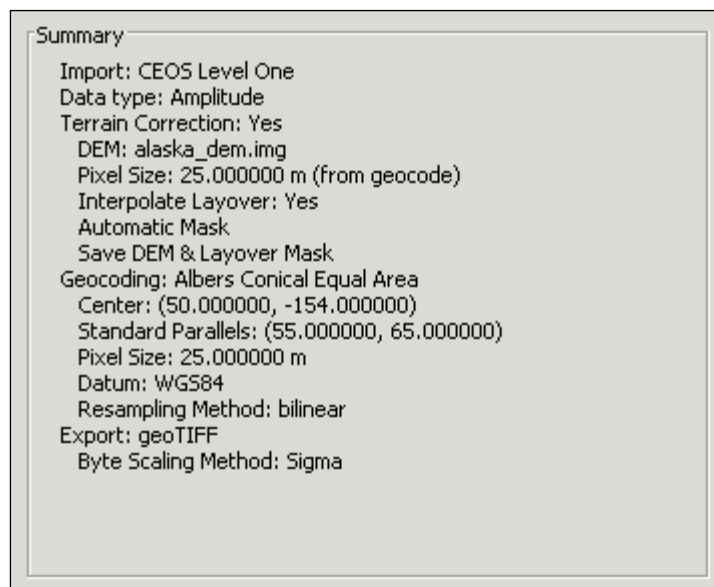 Summary
Import: CEOS Level One
Data type: Amplitude
Terrain Correction: Yes
DEM: alaska_dem.img
Pixel Size: 25.000000 m (from geocode)
Interpolate Layover: Yes
Automatic Mask
Save DEM & Layover Mask
Geocoding: Albers Conical Equal Area
Center: (50.000000, -154.000000)
Standard Parallels: (55.000000, 65.000000)
Pixel Size: 25.000000 m
Datum: WGS84
Resampling Method: bilinear
Export: geoTIFF
Byte Scaling Method: Sigma